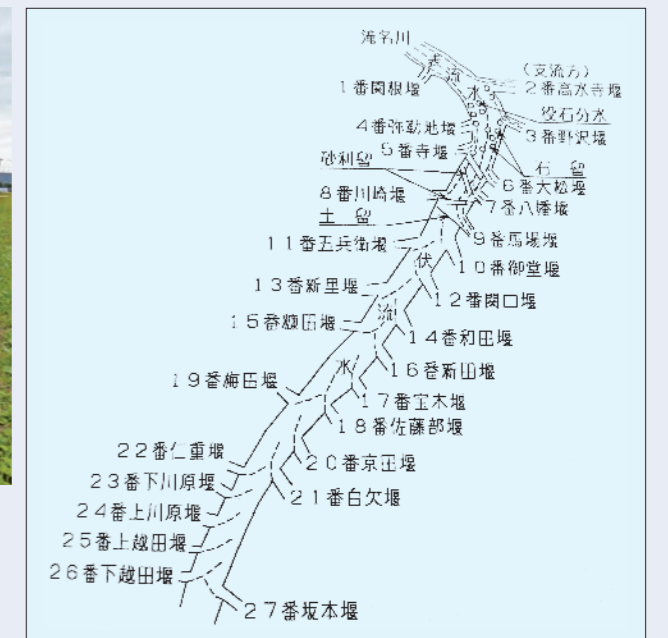 滝名川
表流水
(支流方)
1番関根堰
2番高水寺堰
役石分水
4番弥勒地堰
3番野沢堰
5番寺堰
砂利留
石留
6番大松堰
8番川崎堰
7番八幡堰
土留
9番馬場堰
11番五兵衛堰
10番御堂堰
伏流水
13番新里堰
12番関口堰
15番糠田堰
14番和田堰
16番新田堰
19番梅田堰
17番宝木堰
18番佐藤部堰
22番仁重堰
20番京田堰
23番下川原堰
21番白欠堰
24番上川原堰
25番上越田堰
26番下越田堰
27番坂本堰